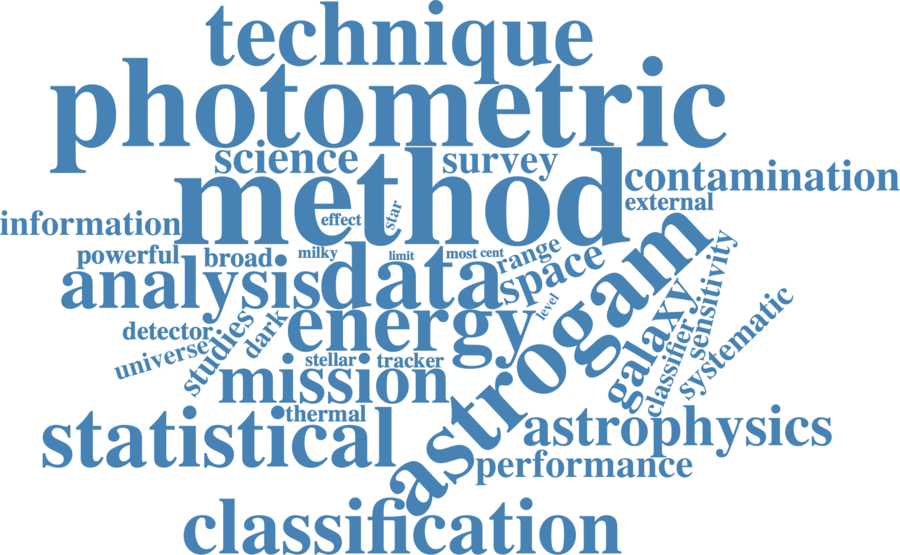 technique
photometric
science
survey
method
contamination
external
information
effect
star
powerful
broad
milky
limit
most cent
range
space
analysis
data
astrogam
galaxy
sensitivity
classifier
systematic
level
energy
detector
studies
dark
universe
stellar
tracker
mission
thermal
statistical
astrophysics
performance
classification